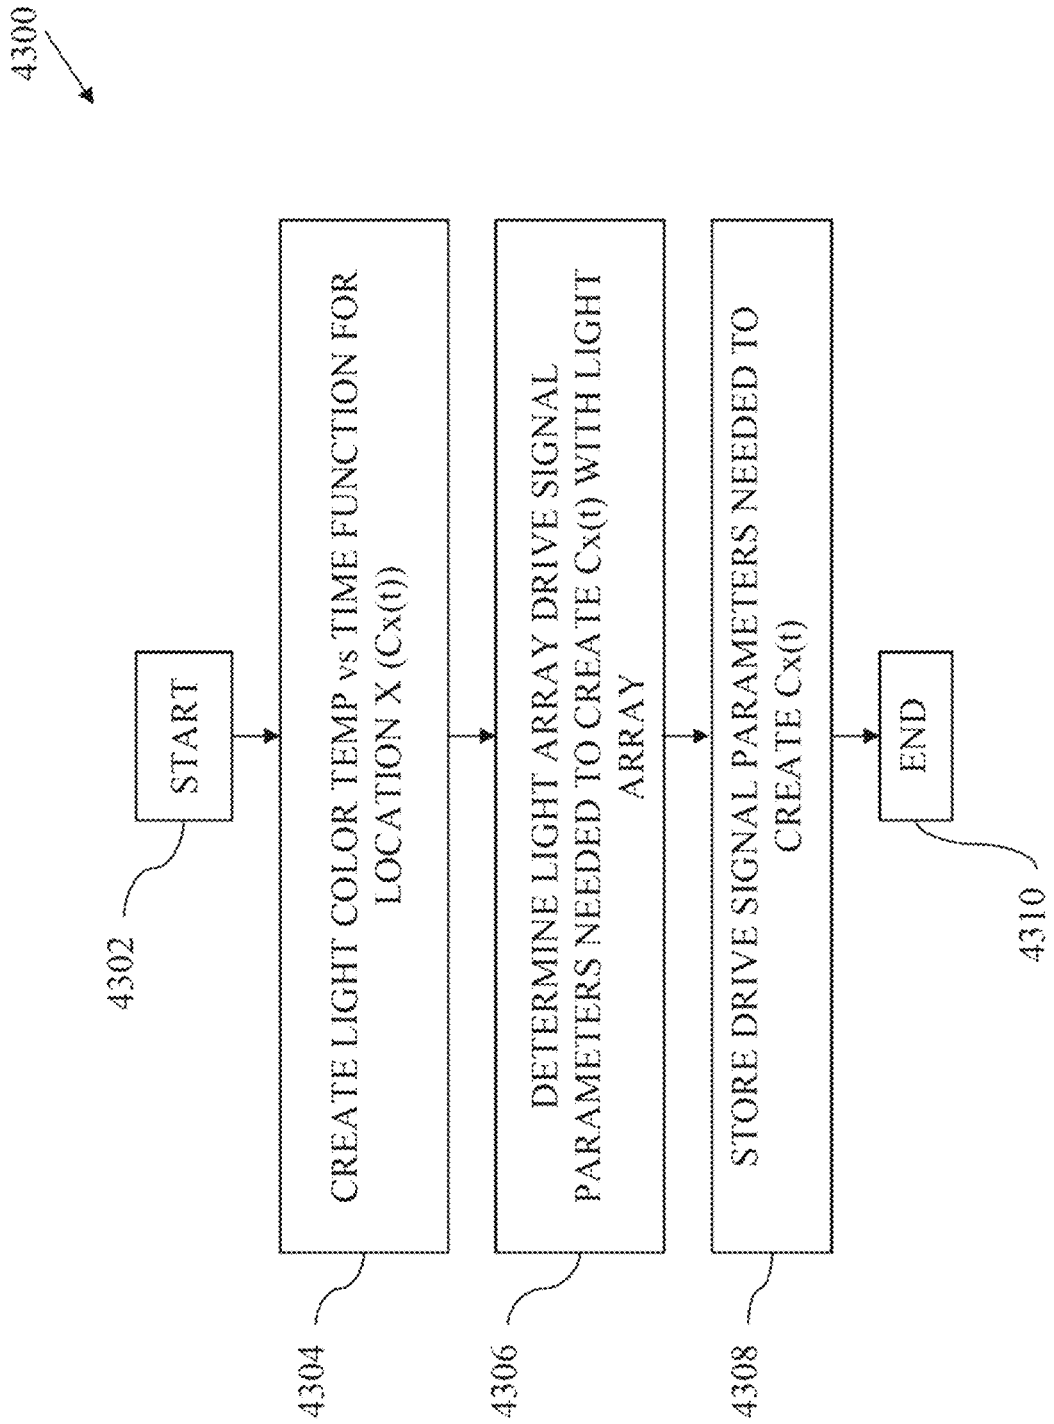 4300
4302
START
4304
CREATE LIGHT COLOR TEMP vs TIME FUNCTION FOR
LOCATION X (Cx(t))
4306
DETERMINE LIGHT ARRAY DRIVE SIGNAL
PARAMETERS NEEDED TO CREATE Cx(t) WITH LIGHT
ARRAY
4308
STORE DRIVE SIGNAL PARAMETERS NEEDED TO
CREATE Cx(t)
END
4310